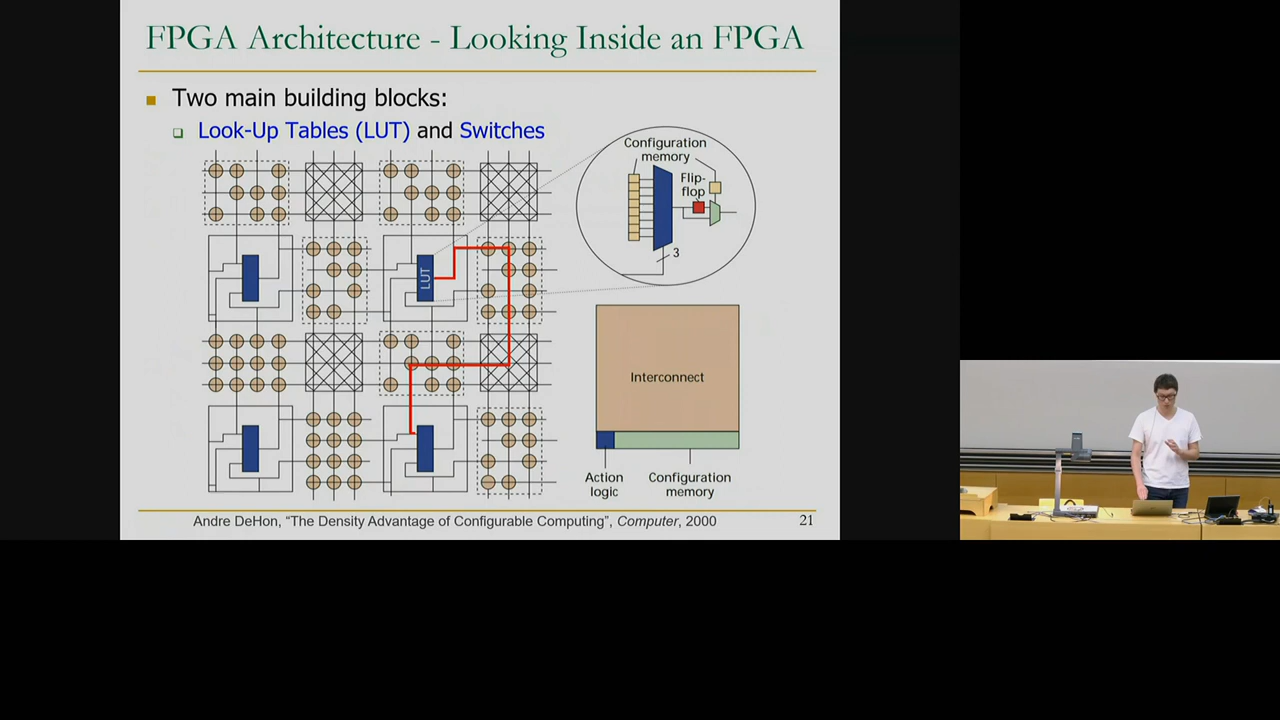 FPGA Architecture - Looking Inside an FPGA
Two main building blocks:
Look-Up Tables (LUT) and Switches
Configuration
memory
Flip-
flop
3
LUT
Interconnect
Action
logic
Configuration
memory
Andre DeHon, “The Density Advantage of Configurable Computing”, Computer, 2000
21